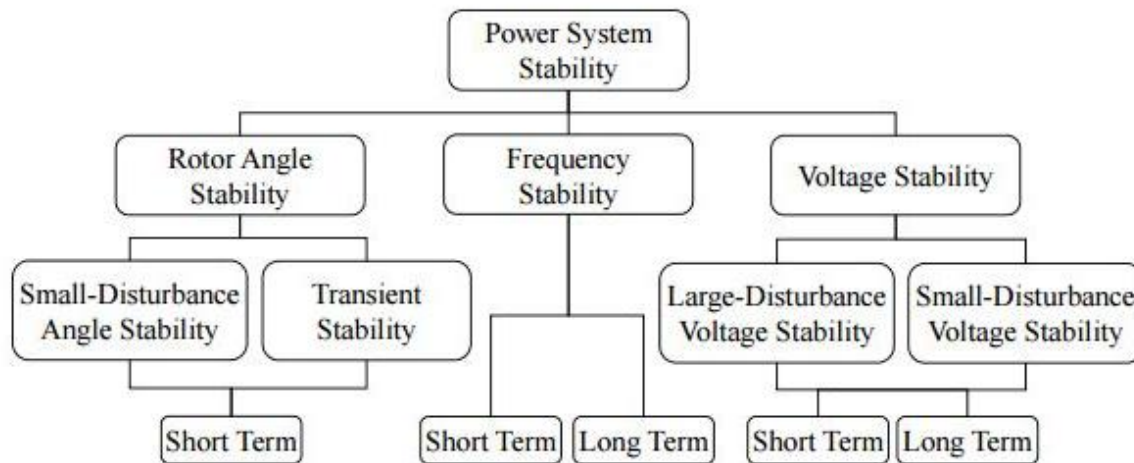 Power System
Stability
Rotor Angle
Stability
Frequency
Stability
Voltage Stability
Small-Disturbance
Angle Stability
Transient
Stability
Large-Disturbance
Voltage Stability
Small-Disturbance
Voltage Stability
Short Term
Short Term
Long Term
Short Term
Long Term